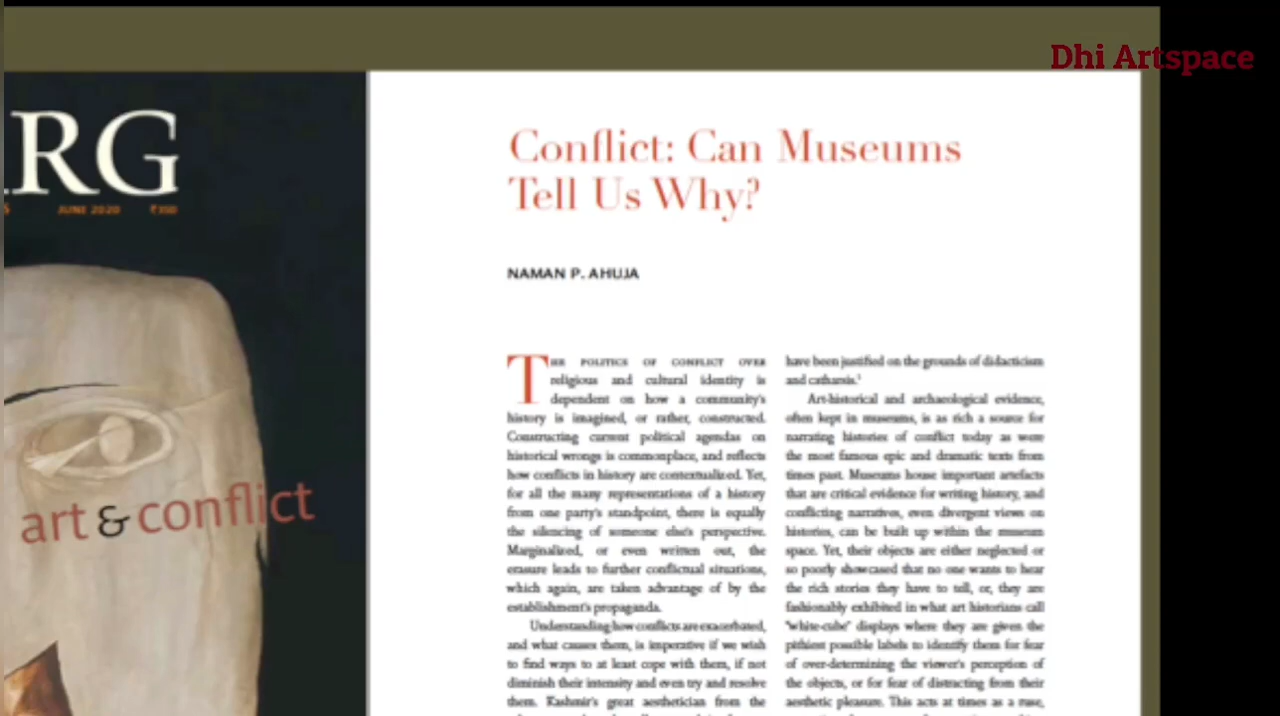 Dhi Artspace
RG
JUNE 2020
art & conflict
Conflict: Can Museums
Tell Us Why?
NAMAN P. AHUJA
THE POLITICS OF CONFLICT OVER
religious and cultural identity is
dependent on how a community's
history is imagined, or rather, constructed.
Constructing current political agendas on
historical wrongs is commonplace, and reflects
how conflicts in history are contextualized. Yet,
for all the many representations of a history
from one party's standpoint, there is equally
the silencing of someone else's perspective.
Marginalized, or even written out, the
erasure leads to further conflictual situations,
which again, are taken advantage of by the
establishment's propaganda.
Understanding how conflicts are exacerbated,
and what causes them, is imperative if we wish
to find ways to at least cope with them, if not
diminish their intensity and even try and resolve
them. Kashmir's great aesthetician from the
have been justified on the grounds of didacticism
and catharsis.¹
Art-historical and archaeological evidence,
often kept in museums, is as rich a source for
narrating histories of conflict today as were
the most famous epic and dramatic texts from
times past. Museums house important artefacts
that are critical evidence for writing history, and
conflicting narratives, even divergent views on
histories, can be built up within the museum
space. Yet, their objects are either neglected or
so poorly showcased that no one wants to hear
the rich stories they have to tell, or, they are
fashionably exhibited in what art historians call
"white-cube" displays where they are given the
pithiest possible labels to identify them for fear
of over-determining the viewer's perception of
the objects, or for fear of distracting from their
aesthetic pleasure. This acts at times as a ruse,